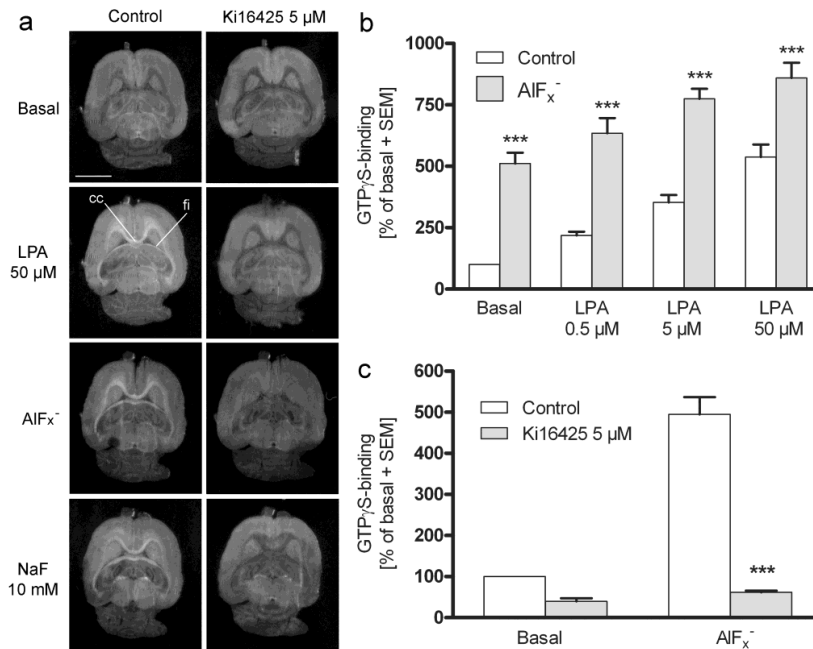 a
Control Ki16425 5 µM
Basal
cc
fi
LPA
50 µM
AlFₓ⁻
NaF
10 mM
b
GTPγS-binding
[% of basal + SEM]
1000
750
500
250
0
Control
AlFₓ⁻
***
***
***
***
Basal
LPA
0.5 µM
LPA
5 µM
LPA
50 µM
c
GTPγS-binding
[% of basal + SEM]
600
500
400
300
200
100
0
Control
Ki16425 5 µM
***
Basal
AlFₓ⁻